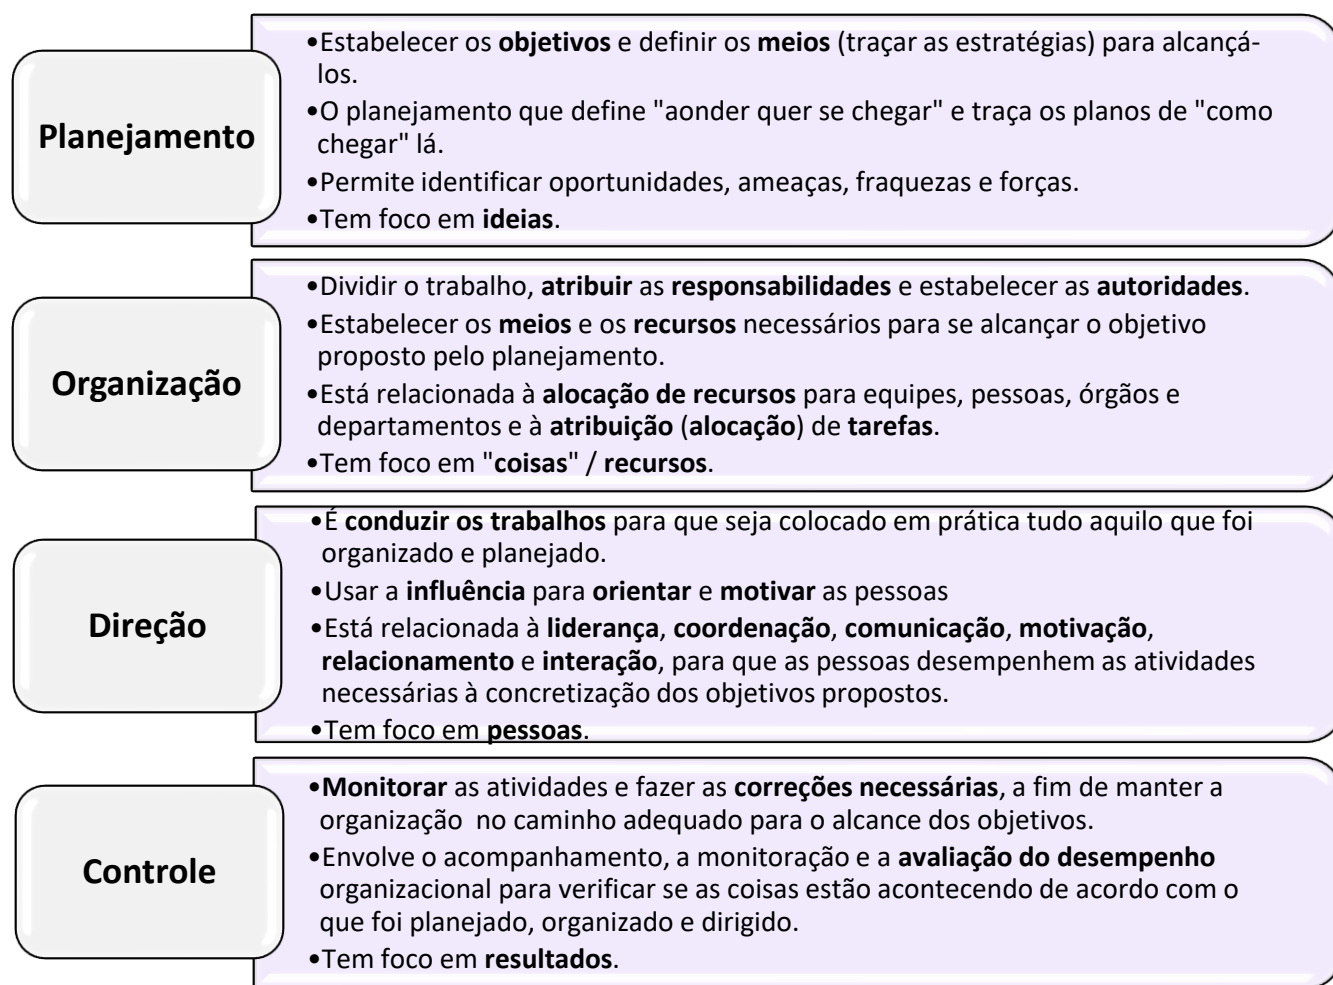 Planejamento
•Estabelecer os objetivos e definir os meios (traçar as estratégias) para alcançá-
los.
•O planejamento que define "aonder quer se chegar" e traça os planos de "como
chegar" lá.
•Permite identificar oportunidades, ameaças, fraquezas e forças.
•Tem foco em ideias.
Organização
•Dividir o trabalho, atribuir as responsabilidades e estabelecer as autoridades.
•Estabelecer os meios e os recursos necessários para se alcançar o objetivo
proposto pelo planejamento.
•Está relacionada à alocação de recursos para equipes, pessoas, órgãos e
departamentos e à atribuição (alocação) de tarefas.
•Tem foco em "coisas" / recursos.
Direção
•É conduzir os trabalhos para que seja colocado em prática tudo aquilo que foi
organizado e planejado.
•Usar a influência para orientar e motivar as pessoas
•Está relacionada à liderança, coordenação, comunicação, motivação,
relacionamento e interação, para que as pessoas desempenhem as atividades
necessárias à concretização dos objetivos propostos.
•Tem foco em pessoas.
Controle
•Monitorar as atividades e fazer as correções necessárias, a fim de manter a
organização no caminho adequado para o alcance dos objetivos.
•Envolve o acompanhamento, a monitoração e a avaliação do desempenho
organizacional para verificar se as coisas estão acontecendo de acordo com o
que foi planejado, organizado e dirigido.
•Tem foco em resultados.